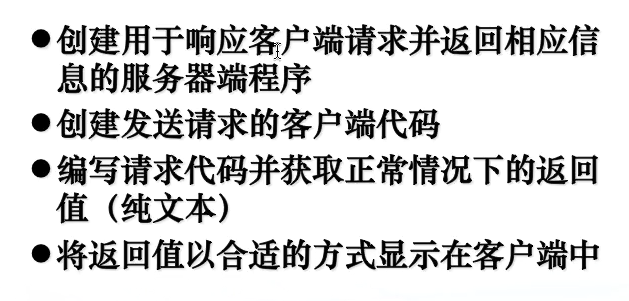 ● 创建用于响应客户端请求并返回相应信
息的服务器端程序
● 创建发送请求的客户端代码
● 编写请求代码并获取正常情况下的返回
值（纯文本）
● 将返回值以合适的方式显示在客户端中